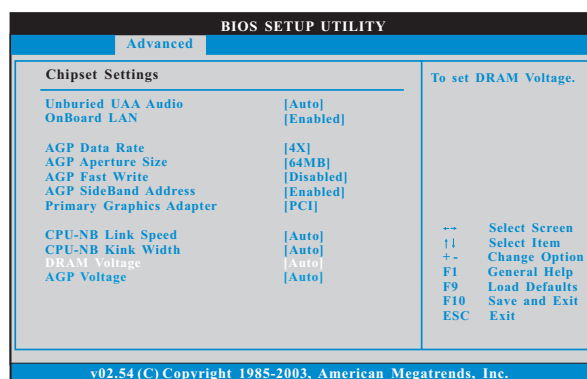 BIOS SETUP UTILITY
Advanced
Chipset Settings
Unburied UAA Audio [Auto]
OnBoard LAN [Enabled]
AGP Data Rate [4X]
AGP Aperture Size [64MB]
AGP Fast Write [Disabled]
AGP SideBand Address [Enabled]
Primary Graphics Adapter [PCI]
CPU-NB Link Speed [Auto]
CPU-NB Kink Width [Auto]
DRAM Voltage [Auto]
AGP Voltage [Auto]
To set DRAM Voltage.
←→ Select Screen
↑↓ Select Item
+ - Change Option
F1 General Help
F9 Load Defaults
F10 Save and Exit
ESC Exit
v02.54 (C) Copyright 1985-2003, American Megatrends, Inc.